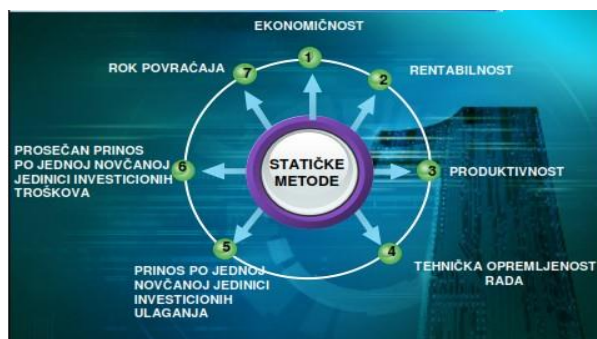 EKONOMIČNOST
1
ROK POVRAĆAJA
7
2
RENTABILNOST
PROSEČAN PRINOS
PO JEDNOJ NOVČANOJ
JEDINICI INVESTICIONIH
TROŠKOVA
6
STATIČKE
METODE
3
PRODUKTIVNOST
5
PRINOS PO JEDNOJ
NOVČANOJ JEDINICI
INVESTICIONIH
ULAGANJA
4
TEHNIČKA OPREMLJENOST
RADA